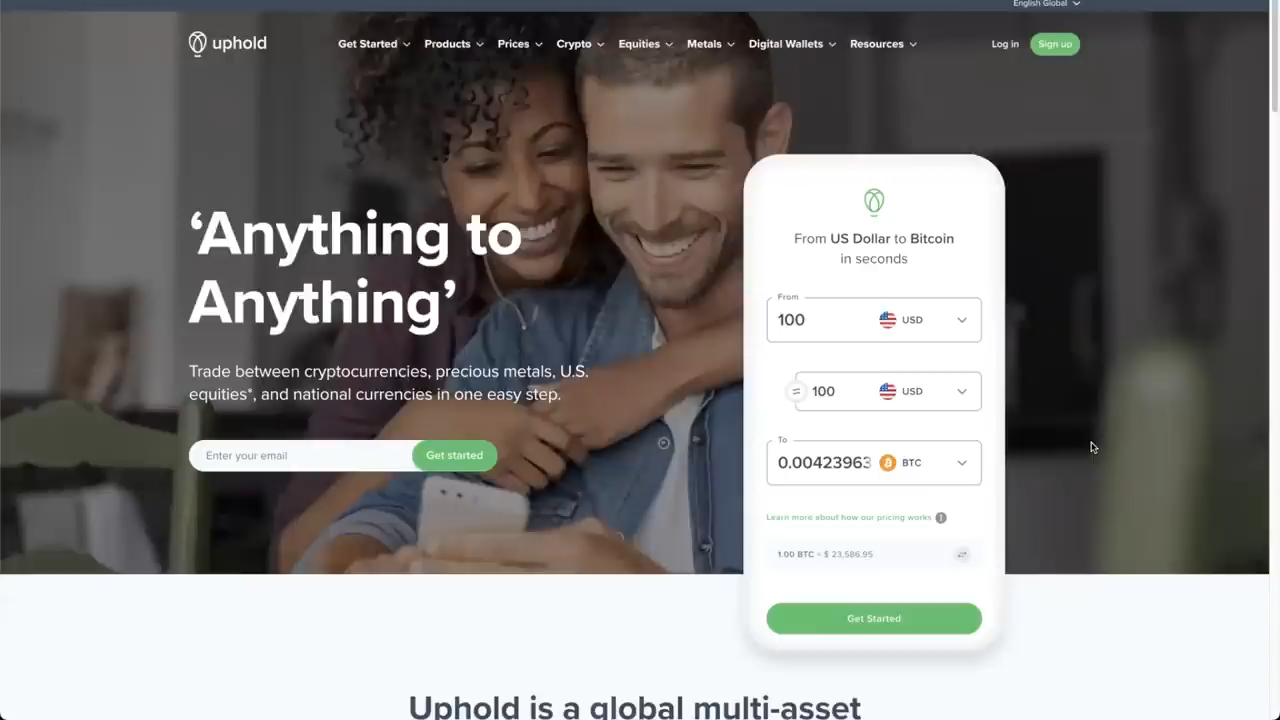 English Global
uphold
Get Started
Products
Prices
Crypto
Equities
Metals
Digital Wallets
Resources
Log in
Sign up
‘Anything to
Anything’
Trade between cryptocurrencies, precious metals, U.S.
equities*, and national currencies in one easy step.
Enter your email
Get started
From US Dollar to Bitcoin
in seconds
From
100
USD
100
USD
To
0.00423963
BTC
Learn more about how our pricing works
1.00 BTC ≈ $ 23,586.95
Get Started
Uphold is a global multi-asset